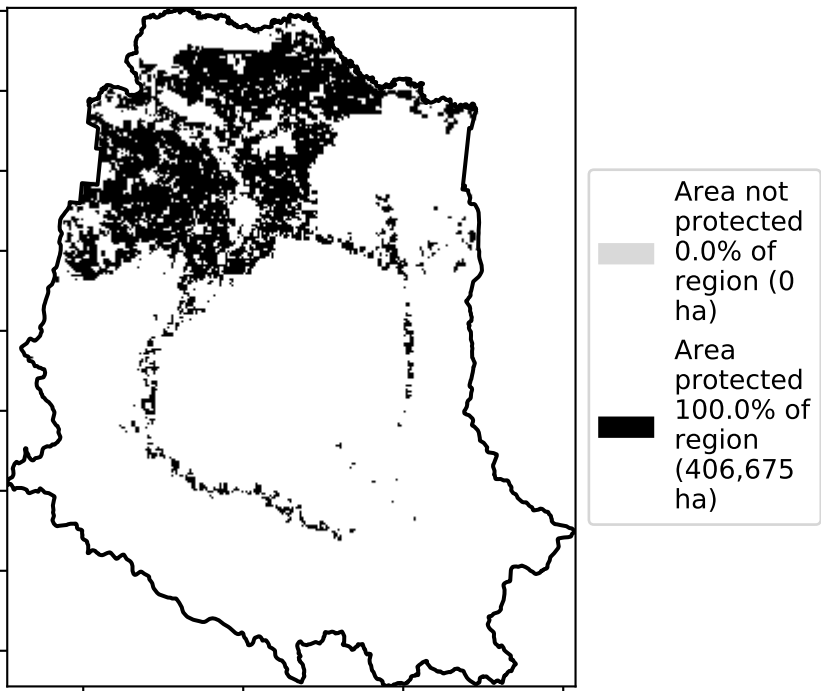 Area not
protected
0.0% of
region (0
ha)
Area
protected
100.0% of
region
(406,675
ha)